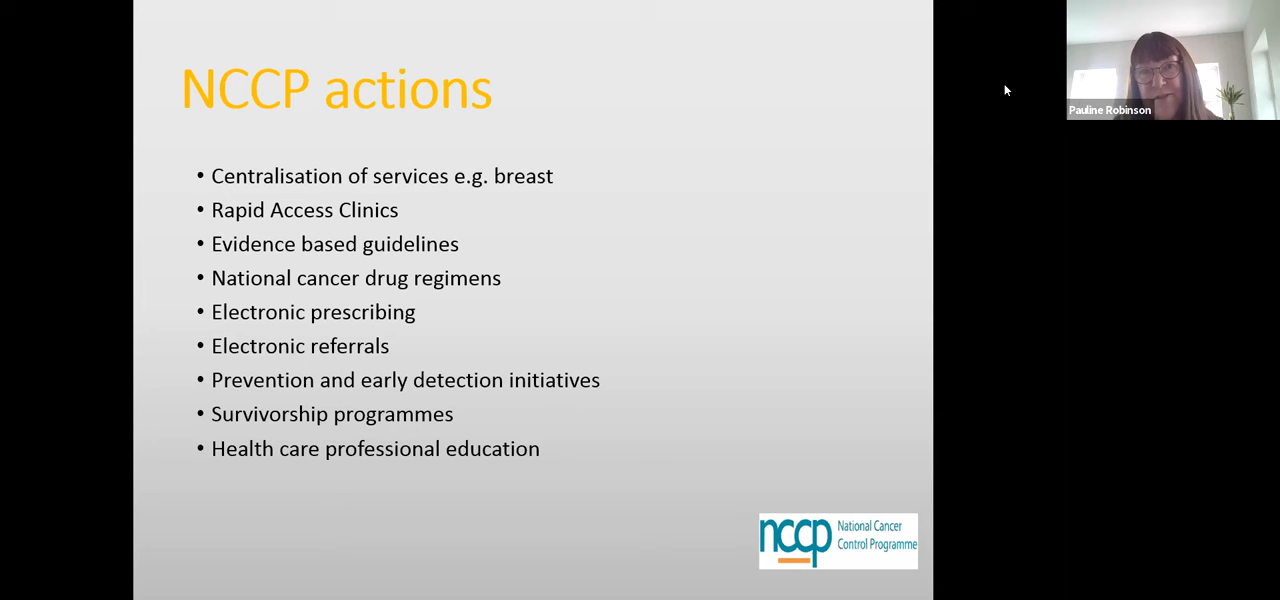 NCCP actions
• Centralisation of services e.g. breast
• Rapid Access Clinics
• Evidence based guidelines
• National cancer drug regimens
• Electronic prescribing
• Electronic referrals
• Prevention and early detection initiatives
• Survivorship programmes
• Health care professional education
nccp National Cancer
Control Programme
Pauline Robinson